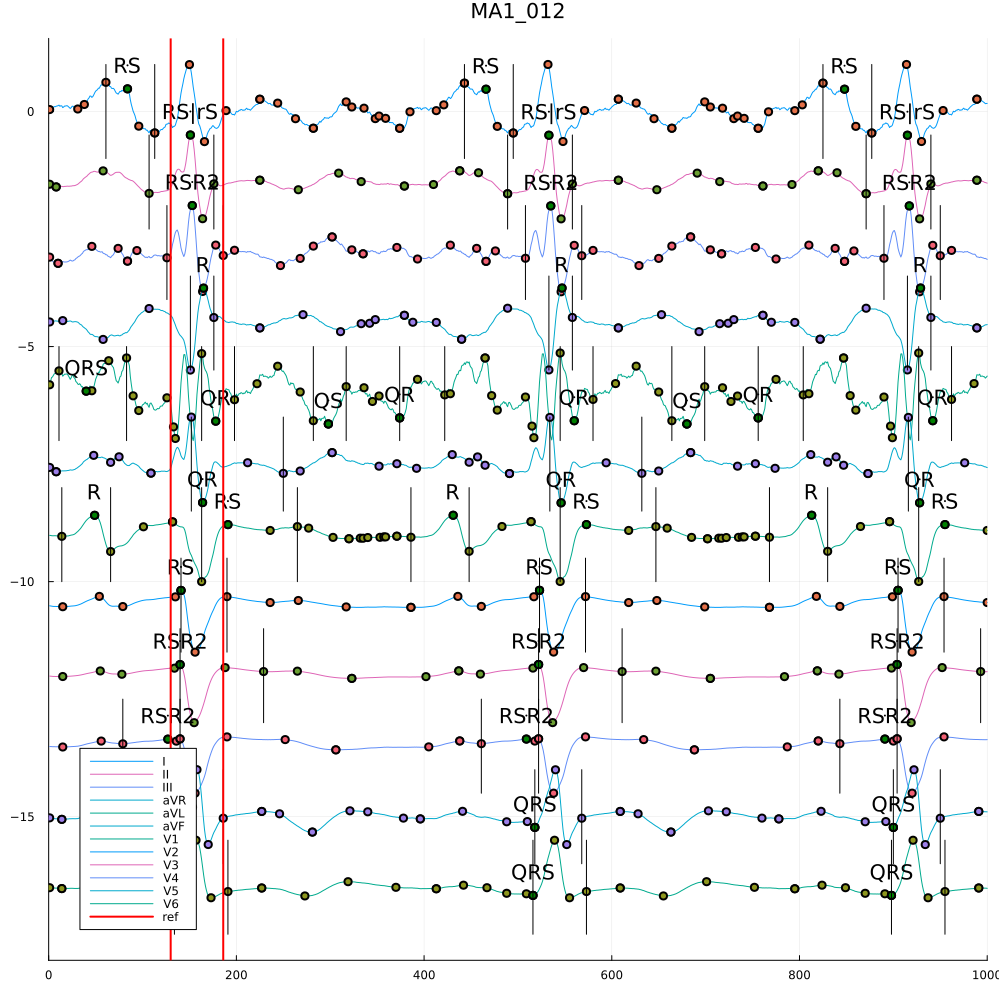 MA1_012
RS RS RS
0
RS|rS RS|rS RS|rS
RSR2 RSR2 RSR2
R R R
−5
QRS
QR QS QR QR QS QR
QR QR QR
R RS R RS R RS
−10
RS RS RS
RSR2 RSR2 RSR2
RSR2 RSR2 RSR2
I
II
III
aVR
aVL
aVF
V1
V2
V3
V4
V5
V6
ref
QRS QRS
−15
QRS QRS
0 200 400 600 800 1000